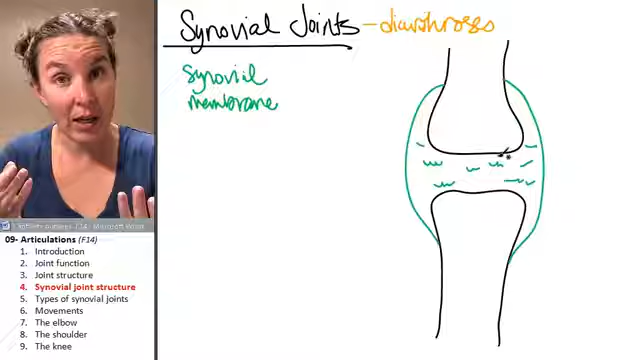 Synovial Joints - diarthroses
Synovial
membrane
09- Articulations (F14)
1. Introduction
2. Joint function
3. Joint structure
4. Synovial joint structure
5. Types of synovial joints
6. Movements
7. The elbow
8. The shoulder
9. The knee